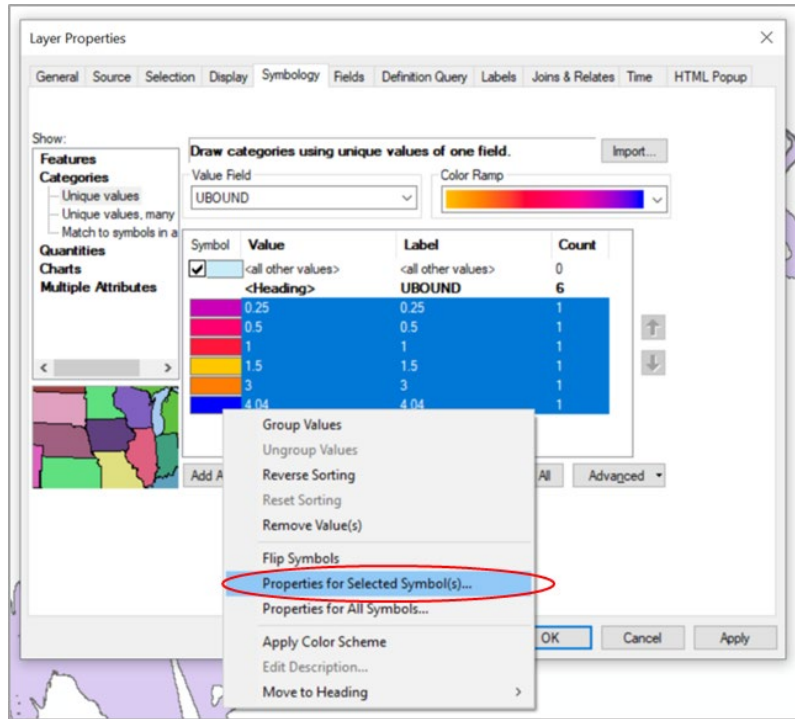 Layer Properties
General Source Selection Display Symbology Fields Definition Query Labels Joins & Relates Time HTML Popup
Show:
Features
Categories
Unique values
Unique values, many
Match to symbols in a
Quantities
Charts
Multiple Attributes
Draw categories using unique values of one field.
Import...
Value Field
Color Ramp
UBOUND
Symbol Value Label Count
<all other values> <all other values> 0
<Heading> UBOUND 6
0.25 0.25 1
0.5 0.5 1
1 1 1
1.5 1.5 1
3 3 1
4.04 4.04 1
Add A All Advanced
Group Values
Ungroup Values
Reverse Sorting
Reset Sorting
Remove Value(s)
Flip Symbols
Properties for Selected Symbol(s)...
Properties for All Symbols...
Apply Color Scheme
Edit Description...
Move to Heading
OK Cancel Apply